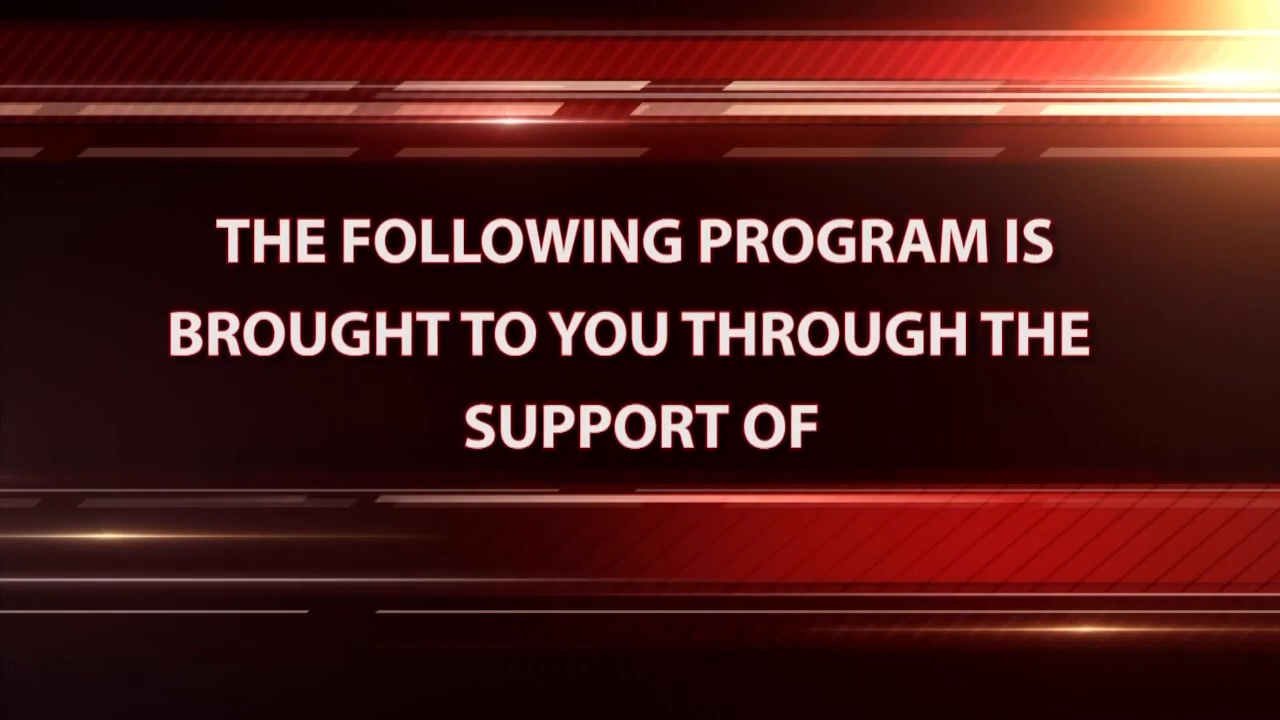 THE FOLLOWING PROGRAM IS
BROUGHT TO YOU THROUGH THE
SUPPORT OF